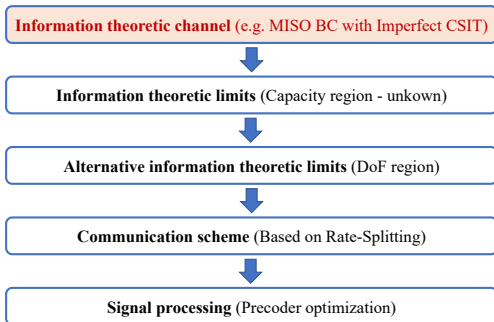 Information theoretic channel (e.g. MISO BC with Imperfect CSIT)
Information theoretic limits (Capacity region - unkown)
Alternative information theoretic limits (DoF region)
Communication scheme (Based on Rate-Splitting)
Signal processing (Precoder optimization)